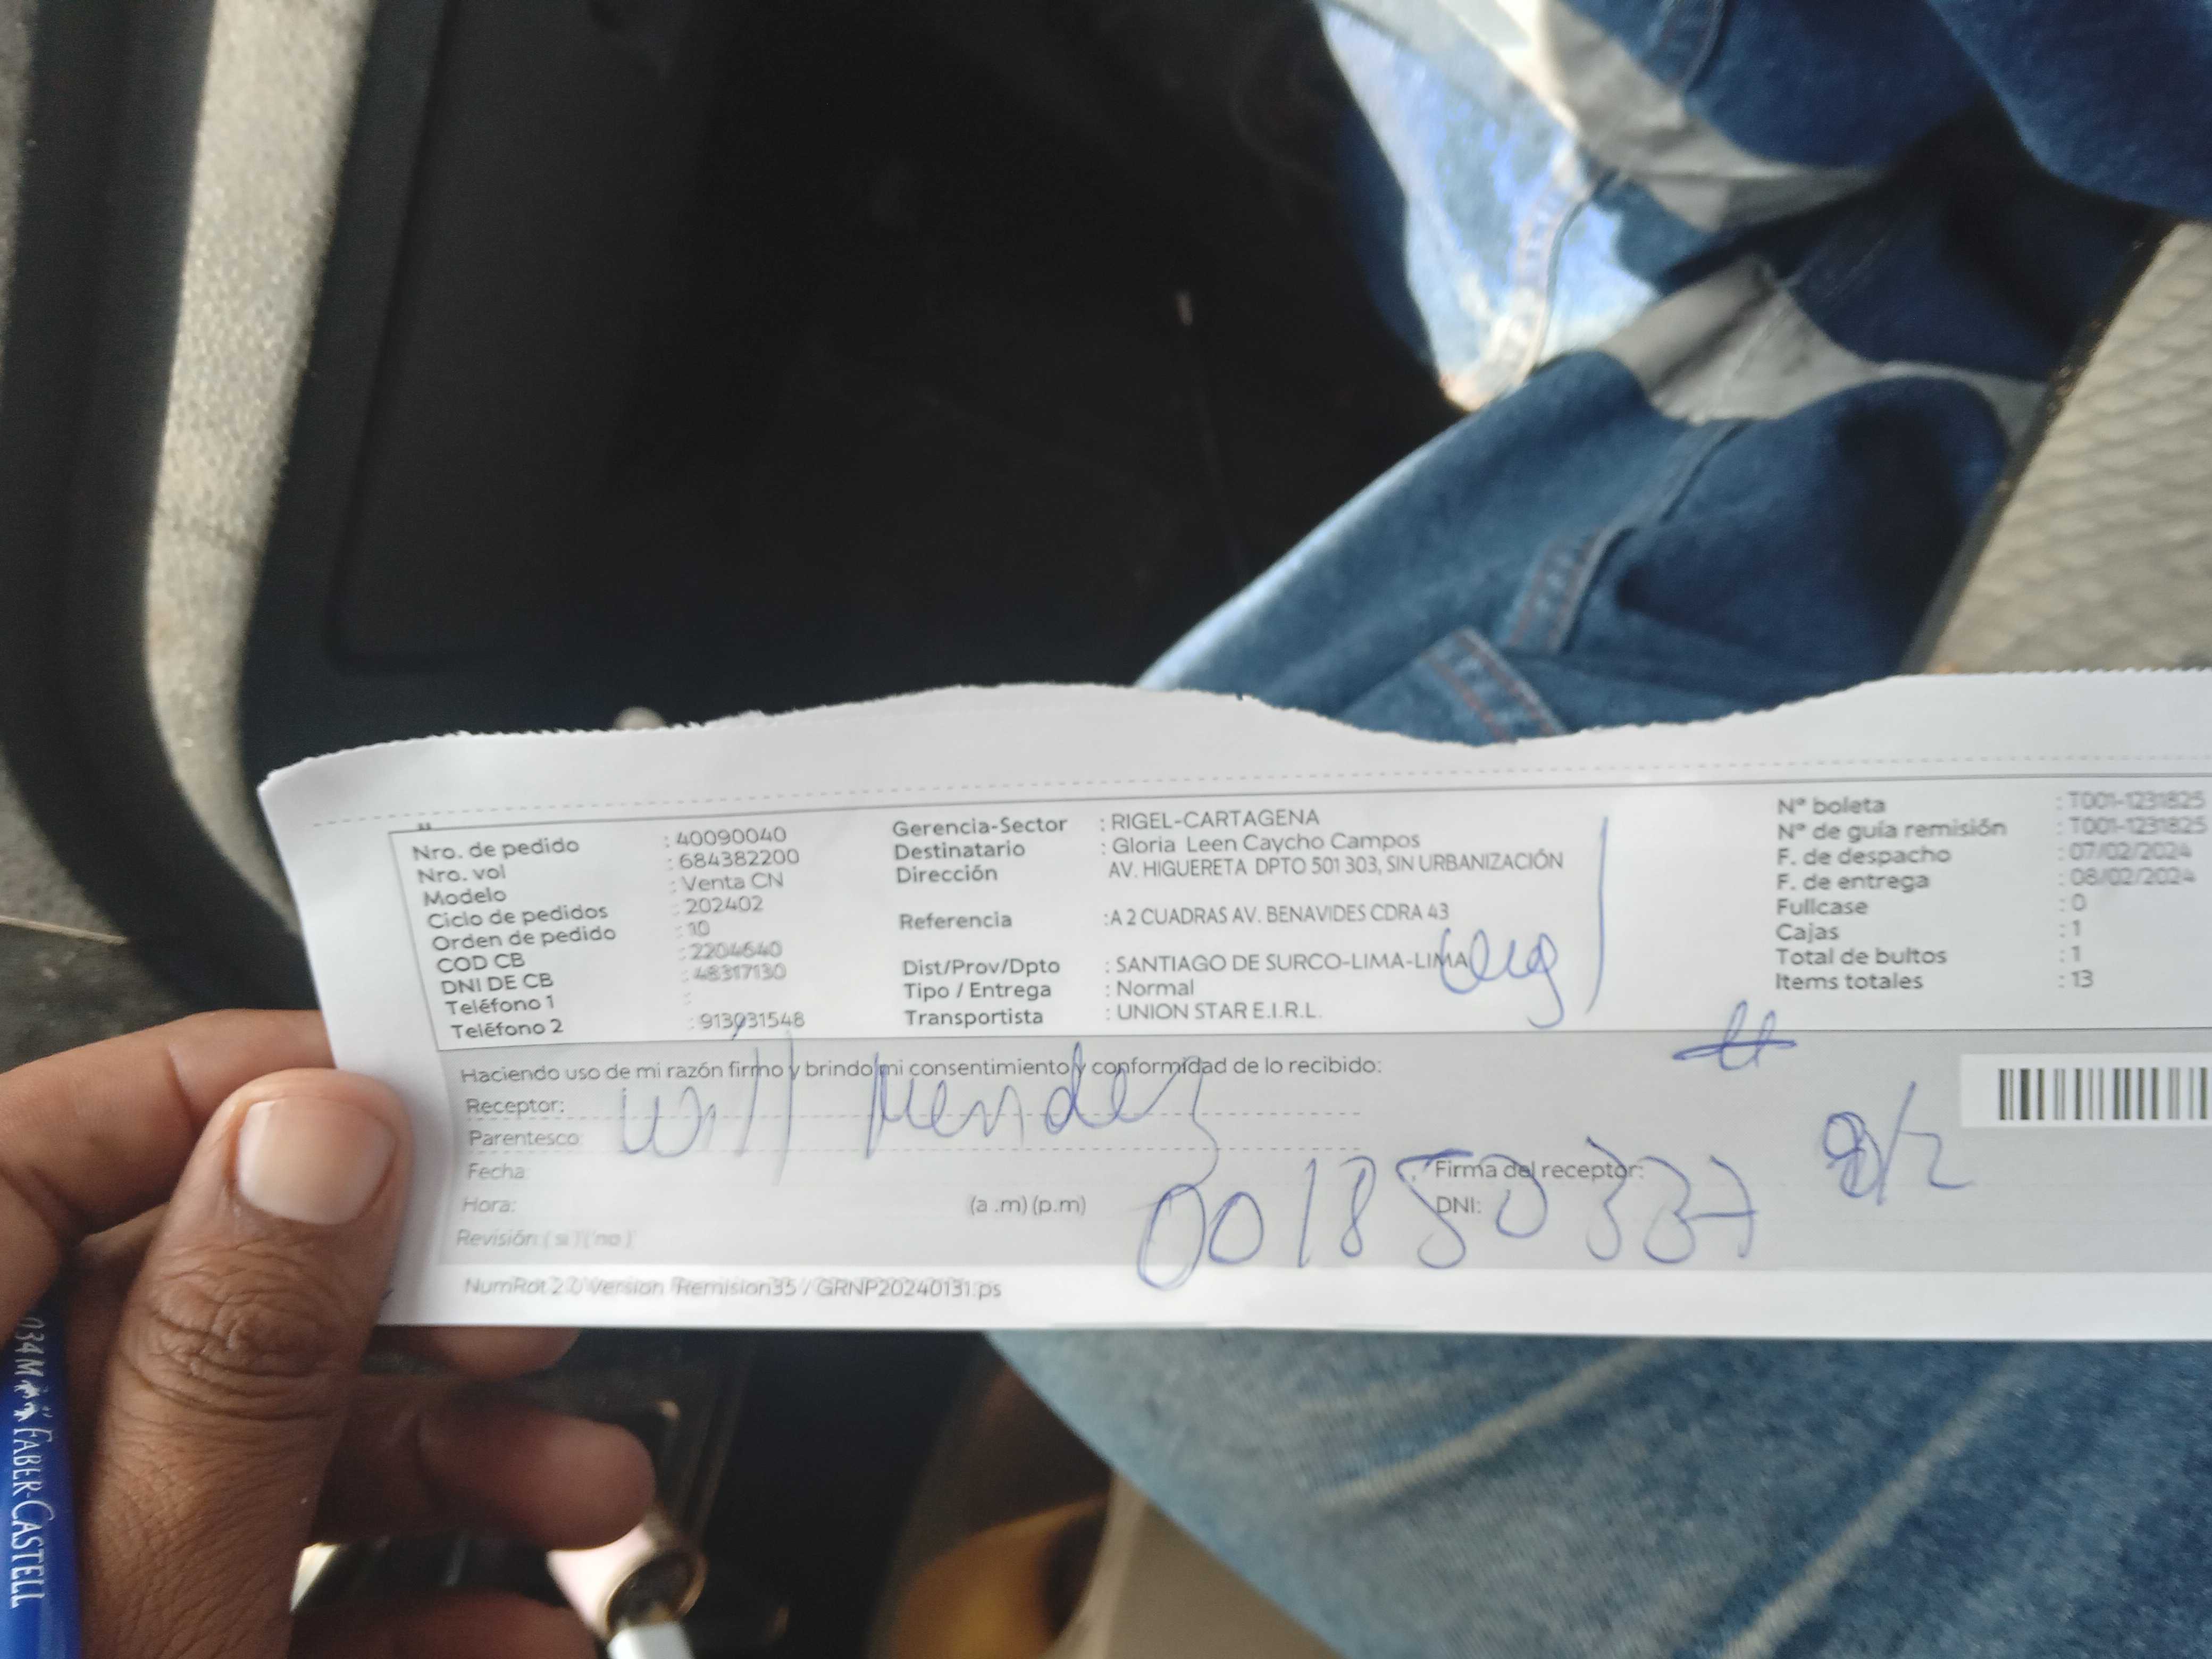 Nro. de pedido : 40090040
Nro. vol : 684382200
Modelo : Venta CN
Ciclo de pedidos : 202402
Orden de pedido : 10
COD CB : 2204640
DNI DE CB : 48317130
Teléfono 1 :
Teléfono 2 : 913931548
Gerencia-Sector : RIGEL-CARTAGENA
Destinatario : Gloria Leen Caycho Campos
Dirección AV. HIGUERETA DPTO 501 303, SIN URBANIZACIÓN
Referencia :A 2 CUADRAS AV. BENAVIDES CDRA 43
Dist/Prov/Dpto : SANTIAGO DE SURCO-LIMA-LIMA
Tipo / Entrega : Normal
Transportista : UNION STAR E.I.R.L.
Nº boleta : T001-1231825
Nº de guía remisión : T001-1231825
F. de despacho : 07/02/2024
F. de entrega : 08/02/2024
Fullcase : 0
Cajas : 1
Total de bultos : 1
Items totales : 13
Haciendo uso de mi razón firmo y brindo mi consentimiento y conformidad de lo recibido:
Receptor: Will Mendez
Parentesco:
Fecha:
Hora: (a .m) (p.m)
Revisión: ( si ) ( no )
Firma del receptor:
DNI: 001850337
NumRot 2.0 Version Remision35 / GRNP20240131.ps
034M FABER-CASTELL